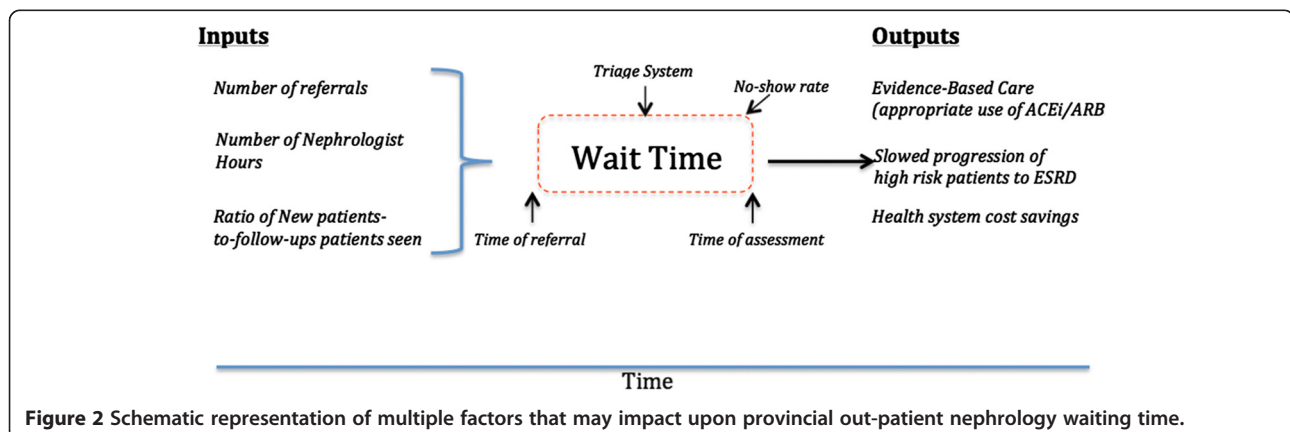 Inputs
Outputs
Number of referrals
Number of Nephrologist
Hours
Ratio of New patients-
to-follow-ups patients seen
Triage System
No-show rate
Wait Time
Time of referral
Time of assessment
Evidence-Based Care
(appropriate use of ACEi/ARB
Slowed progression of
high risk patients to ESRD
Health system cost savings
Time
Figure 2 Schematic representation of multiple factors that may impact upon provincial out-patient nephrology waiting time.